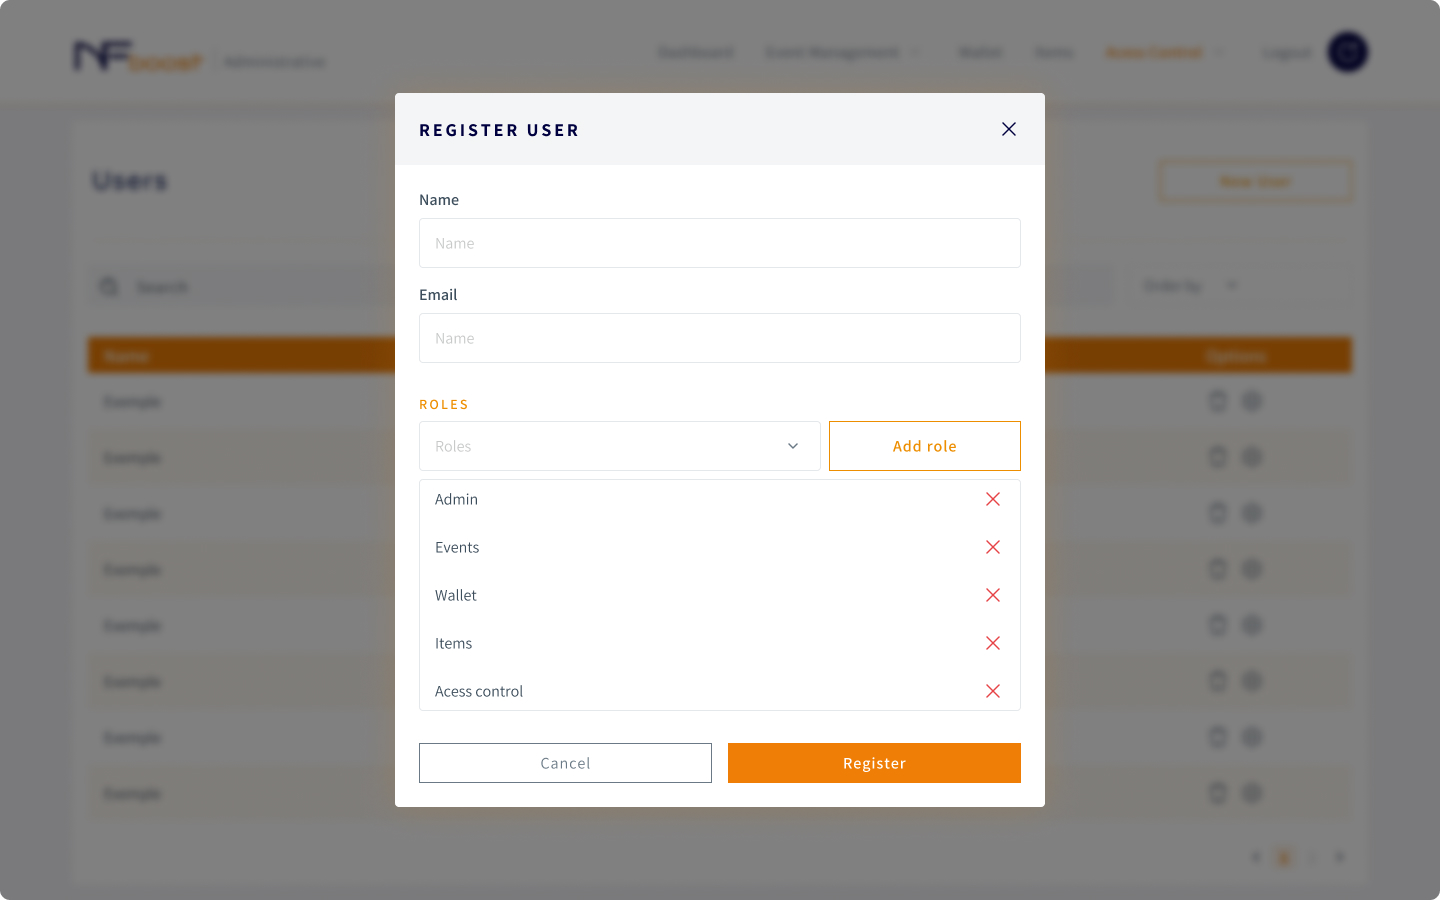 NFboost | Administrative
Dashboard Event Management Wallet Items Acess Control Logout
REGISTER USER
Users
New User
Name
Name
Search
Order by
Email
Name
Name
Options
Example
ROLES
Roles
Add role
Example
Admin
Example
Events
Example
Wallet
Example
Items
Example
Acess control
Example
Cancel
Register
Example